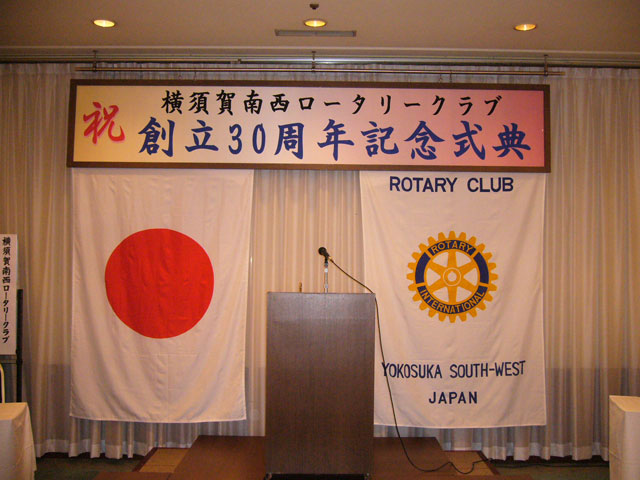 祝
横須賀南西ロータリークラブ
創立30周年記念式典
横須賀南西ロータリークラブ
ROTARY CLUB
ROTARY
INTERNATIONAL
YOKOSUKA SOUTH-WEST
JAPAN